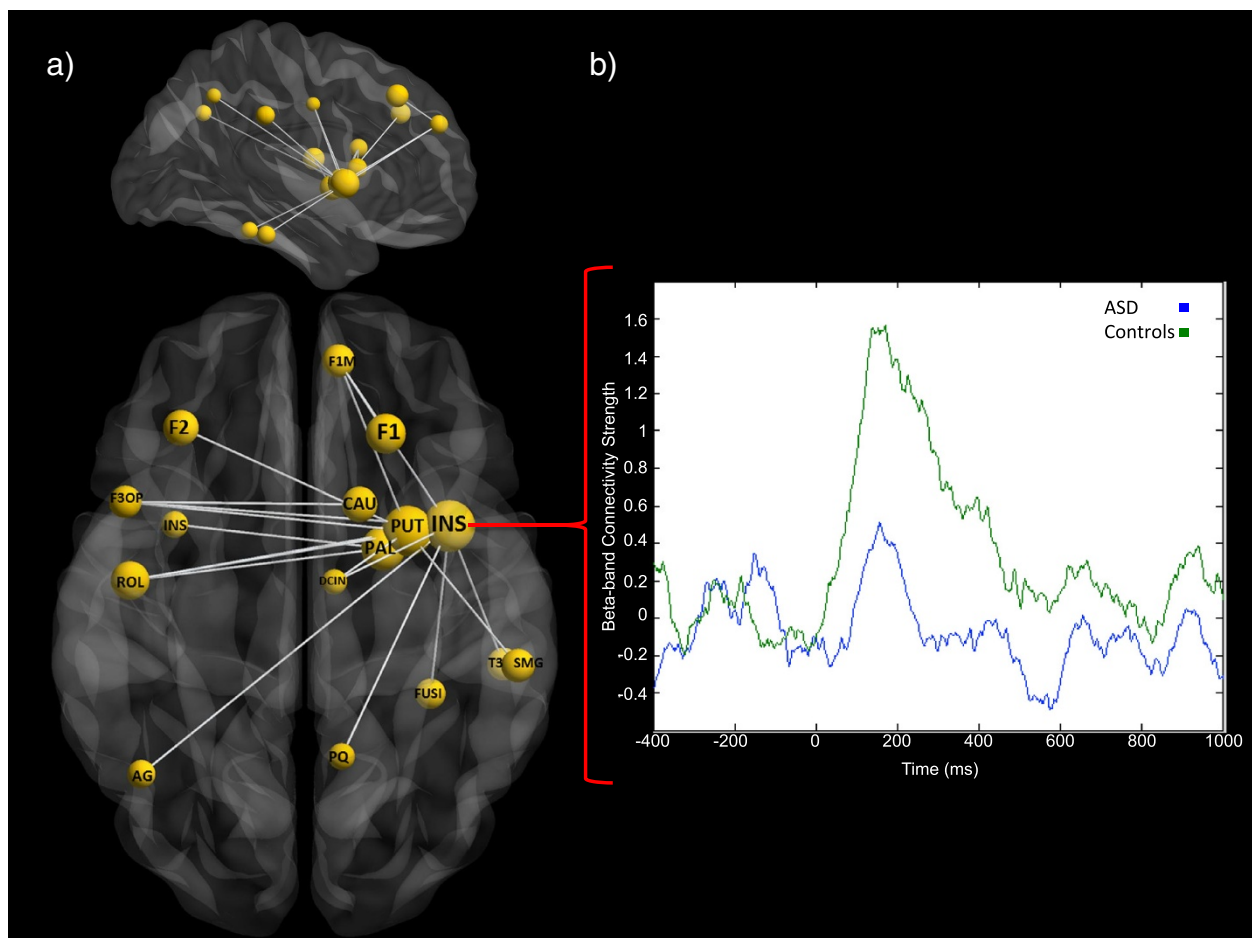 a)
b)
F1M
F2
F1
F3OP
CAU
INS
PUT
INS
PAL
ROL
DCIN
T3
SMG
FUSI
PQ
AG
ASD
Controls
Beta-band Connectivity Strength
1.6
1.4
1.2
1
0.8
0.6
0.4
0.2
0
-0.2
-0.4
-400
-200
0
200
400
600
800
1000
Time (ms)